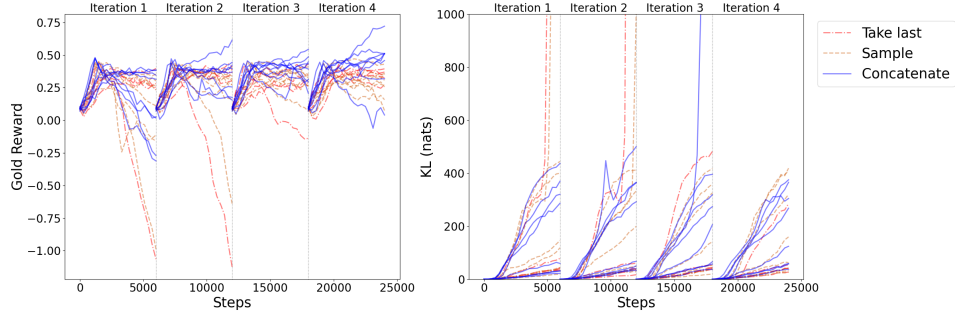 Iteration 1 Iteration 2 Iteration 3 Iteration 4
0.75
0.50
0.25
0.00
−0.25
−0.50
−0.75
−1.00
Gold Reward
0 5000 10000 15000 20000 25000
Steps
Iteration 1 Iteration 2 Iteration 3 Iteration 4
1000
800
600
400
200
0
KL (nats)
0 5000 10000 15000 20000 25000
Steps
Take last
Sample
Concatenate